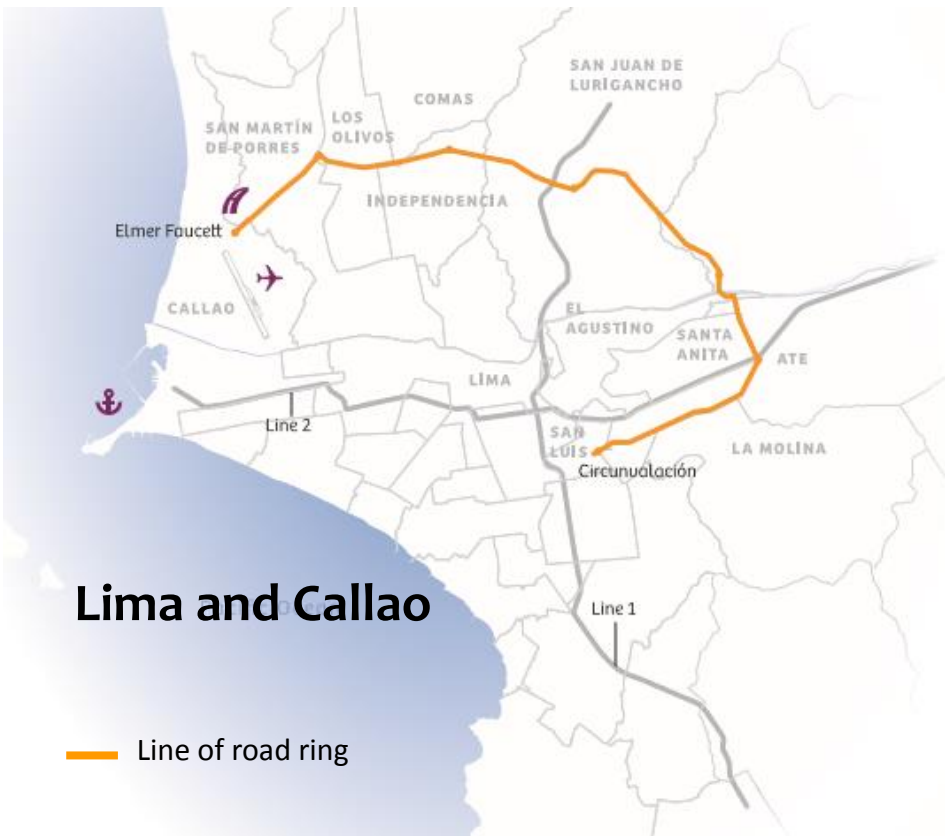 SAN JUAN DE
LURIGANCHO
COMAS
LOS
OLIVOS
SAN MARTÍN
DE PORRES
INDEPENDENCIA
Elmer Faucett
CALLAO
EL
AGUSTINO
SANTA
ANITA
ATE
LIMA
Line 2
SAN
LUIS
LA MOLINA
Circunvalación
Lima and Callao
Line 1
Line of road ring